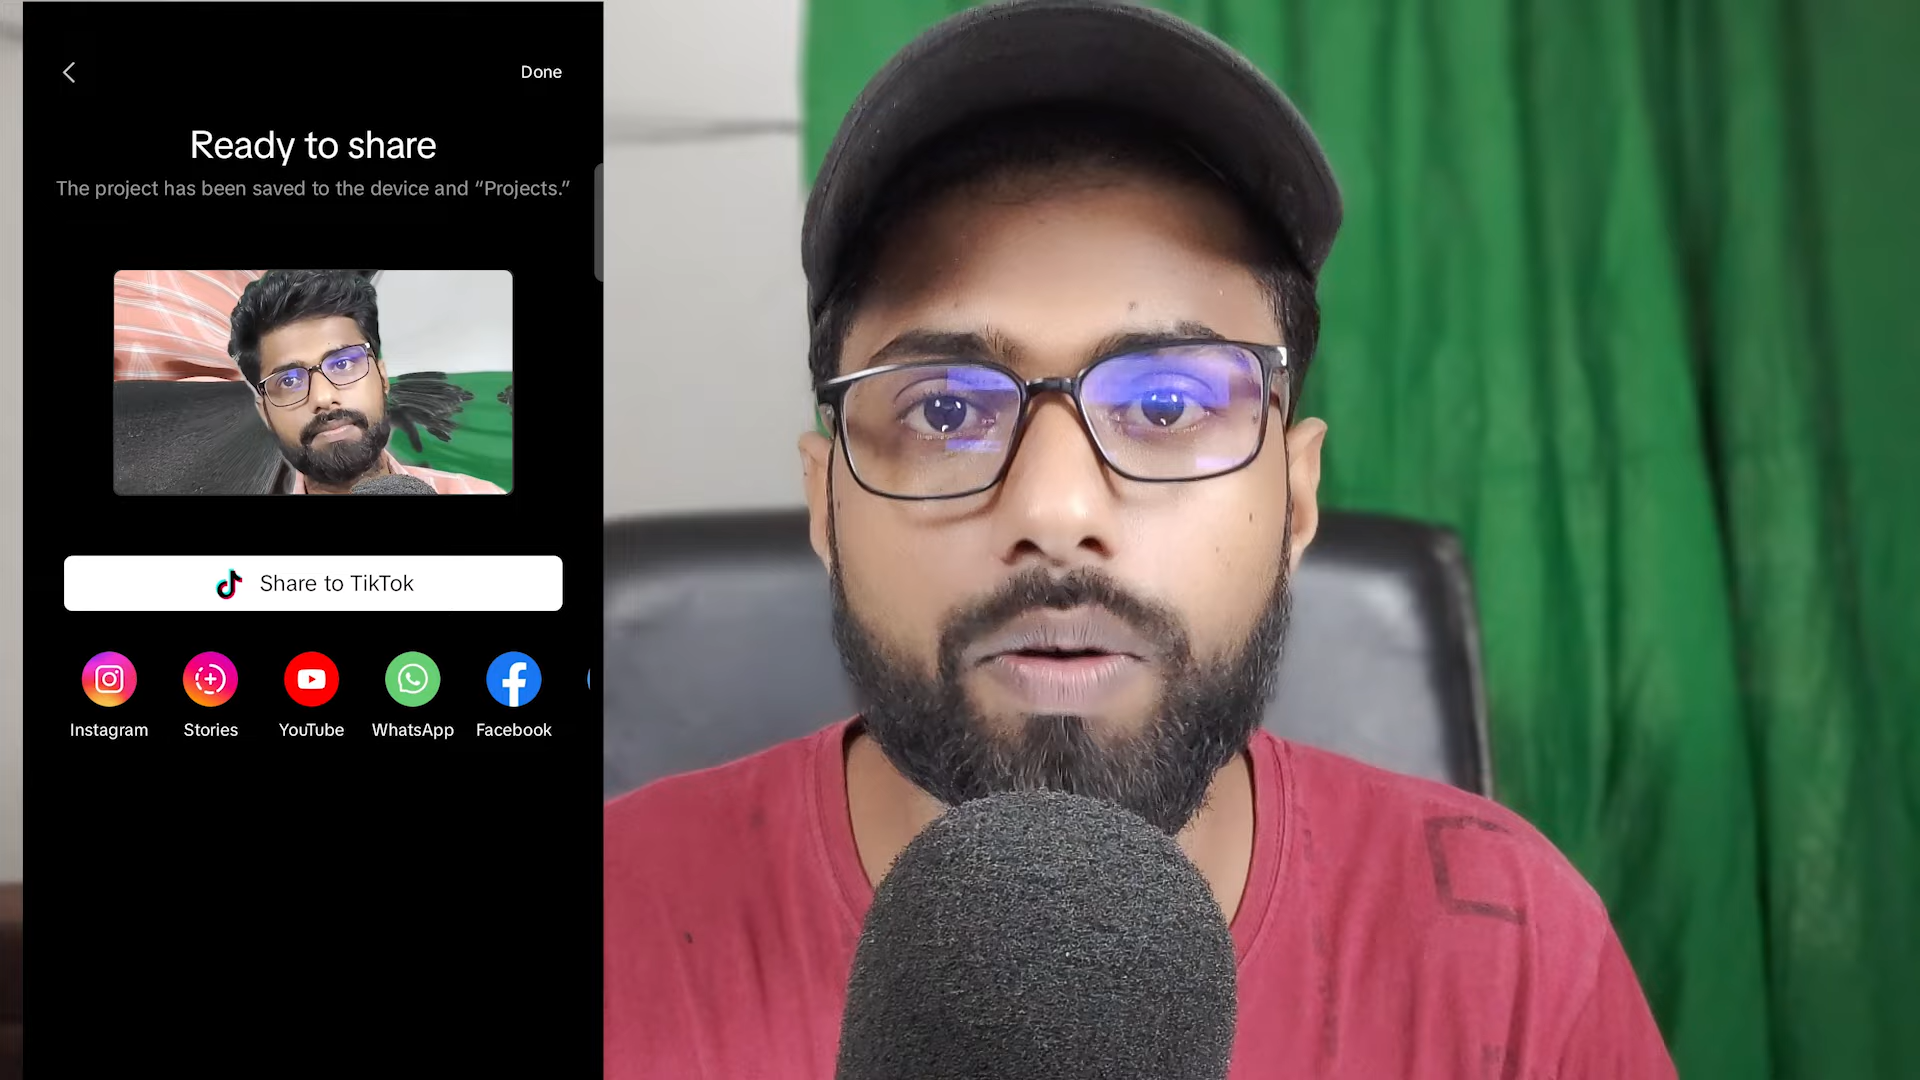 Done
Ready to share
The project has been saved to the device and “Projects.”
Share to TikTok
Instagram
Stories
YouTube
WhatsApp
Facebook